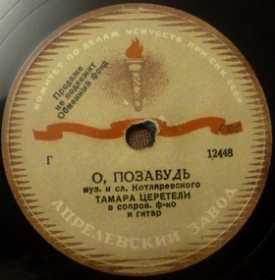 КОМИТЕТ ПО ДЕЛАМ ИСКУССТВ ПРИ СНК СССР
Продаже
не подлежит
Обменный фонд
Г
12448
О, ПОЗАБУДЬ
муз. и сл. Котляревского
ТАМАРА ЦЕРЕТЕЛИ
в сопров. ф-но
и гитар
АПРЕЛЕВСКИЙ ЗАВОД